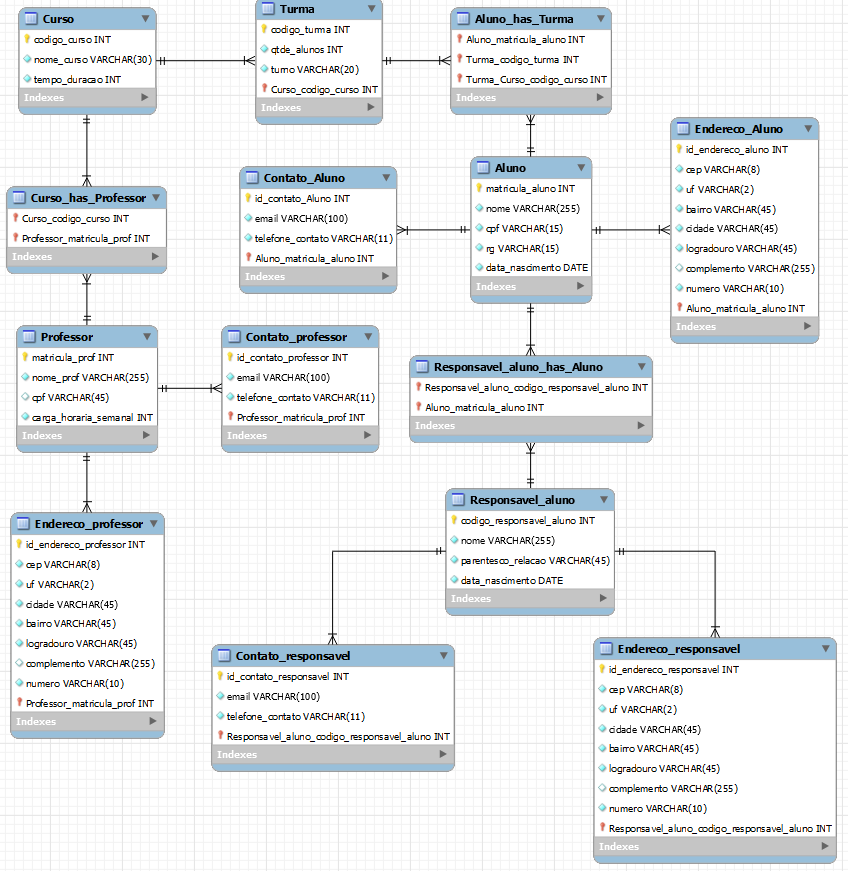 Curso
codigo_curso INT
nome_curso VARCHAR(30)
tempo_duracao INT
Indexes
Turma
codigo_turma INT
qtde_alunos INT
turno VARCHAR(20)
Curso_codigo_curso INT
Indexes
Aluno_has_Turma
Aluno_matricula_aluno INT
Turma_codigo_turma INT
Turma_Curso_codigo_curso INT
Indexes
Endereco_Aluno
id_endereco_aluno INT
cep VARCHAR(8)
uf VARCHAR(2)
bairro VARCHAR(45)
cidade VARCHAR(45)
logradouro VARCHAR(45)
complemento VARCHAR(255)
numero VARCHAR(10)
Aluno_matricula_aluno INT
Indexes
Contato_Aluno
id_contato_Aluno INT
email VARCHAR(100)
telefone_contato VARCHAR(11)
Aluno_matricula_aluno INT
Indexes
Aluno
matricula_aluno INT
nome VARCHAR(255)
cpf VARCHAR(15)
rg VARCHAR(15)
data_nascimento DATE
Indexes
Curso_has_Professor
Curso_codigo_curso INT
Professor_matricula_prof INT
Indexes
Professor
matricula_prof INT
nome_prof VARCHAR(255)
cpf VARCHAR(45)
carga_horaria_semanal INT
Indexes
Contato_professor
id_contato_professor INT
email VARCHAR(100)
telefone_contato VARCHAR(11)
Professor_matricula_prof INT
Indexes
Responsavel_aluno_has_Aluno
Responsavel_aluno_codigo_responsavel_aluno INT
Aluno_matricula_aluno INT
Indexes
Endereco_professor
id_endereco_professor INT
cep VARCHAR(8)
uf VARCHAR(2)
cidade VARCHAR(45)
bairro VARCHAR(45)
logradouro VARCHAR(45)
complemento VARCHAR(255)
numero VARCHAR(10)
Professor_matricula_prof INT
Indexes
Responsavel_aluno
codigo_responsavel_aluno INT
nome VARCHAR(255)
parentesco_relacao VARCHAR(45)
data_nascimento DATE
Indexes
Contato_responsavel
id_contato_responsavel INT
email VARCHAR(100)
telefone_contato VARCHAR(11)
Responsavel_aluno_codigo_responsavel_aluno INT
Indexes
Endereco_responsavel
id_endereco_responsavel INT
cep VARCHAR(8)
uf VARCHAR(2)
cidade VARCHAR(45)
bairro VARCHAR(45)
logradouro VARCHAR(45)
complemento VARCHAR(255)
numero VARCHAR(10)
Responsavel_aluno_codigo_responsavel_aluno INT
Indexes